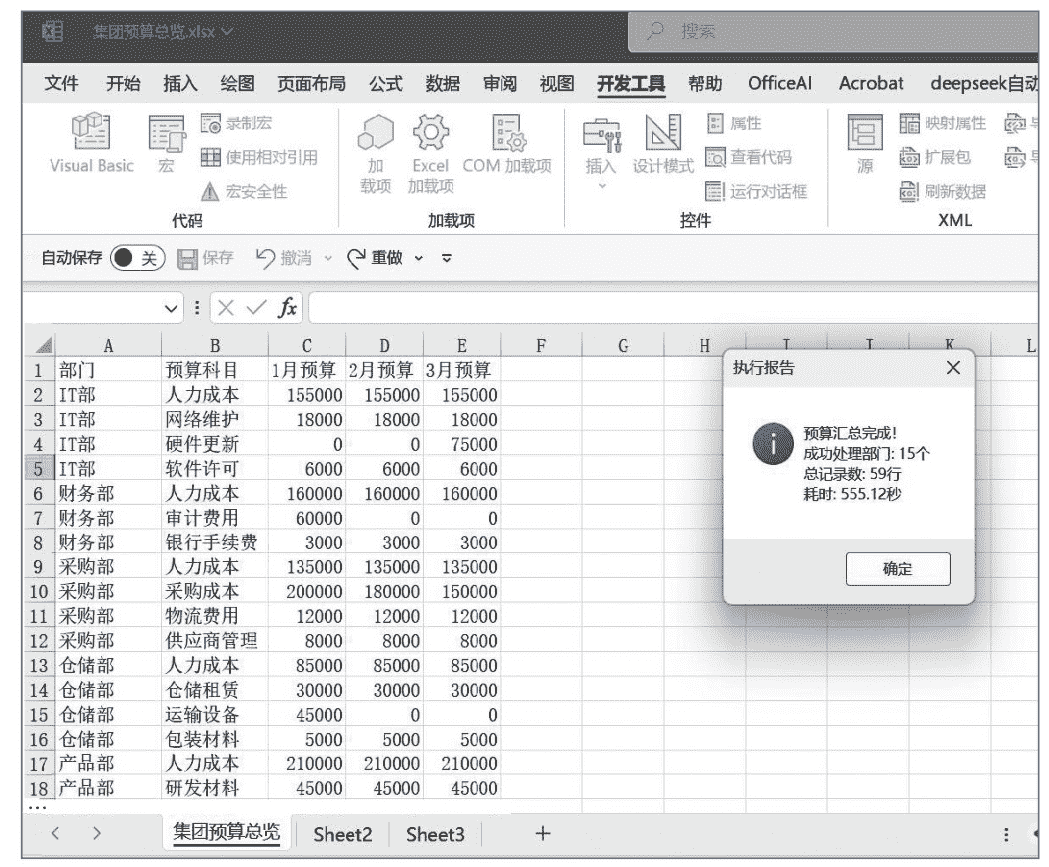 集团预算总览.xlsx
搜索
文件 开始 插入 绘图 页面布局 公式 数据 审阅 视图 开发工具 帮助 OfficeAI Acrobat deepseek自动
Visual Basic
宏
录制宏
使用相对引用
宏安全性
代码
加
载项
Excel
加载项
COM 加载项
加载项
插入
设计模式
属性
查看代码
运行对话框
控件
源
映射属性
扩展包
刷新数据
XML
自动保存 关 保存 撤消 重做
fx
A B C D E F G H I J K L
1 部门 预算科目 1月预算 2月预算 3月预算
2 IT部 人力成本 155000 155000 155000
3 IT部 网络维护 18000 18000 18000
4 IT部 硬件更新 0 0 75000
5 IT部 软件许可 6000 6000 6000
6 财务部 人力成本 160000 160000 160000
7 财务部 审计费用 60000 0 0
8 财务部 银行手续费 3000 3000 3000
9 采购部 人力成本 135000 135000 135000
10 采购部 采购成本 200000 180000 150000
11 采购部 物流费用 12000 12000 12000
12 采购部 供应商管理 8000 8000 8000
13 仓储部 人力成本 85000 85000 85000
14 仓储部 仓储租赁 30000 30000 30000
15 仓储部 运输设备 45000 0 0
16 仓储部 包装材料 5000 5000 5000
17 产品部 人力成本 210000 210000 210000
18 产品部 研发材料 45000 45000 45000
...
执行报告
预算汇总完成!
成功处理部门: 15个
总记录数: 59行
耗时: 555.12秒
确定
集团预算总览 Sheet2 Sheet3